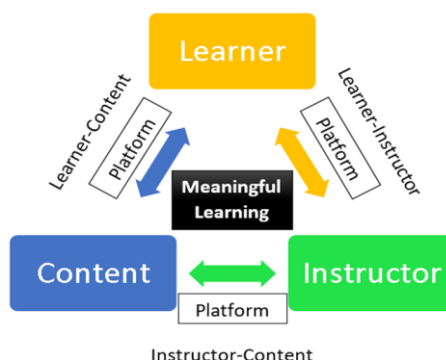 Learner
Learner-Content
Platform
Platform
Learner-Instructor
Meaningful
Learning
Content
Instructor
Platform
Instructor-Content